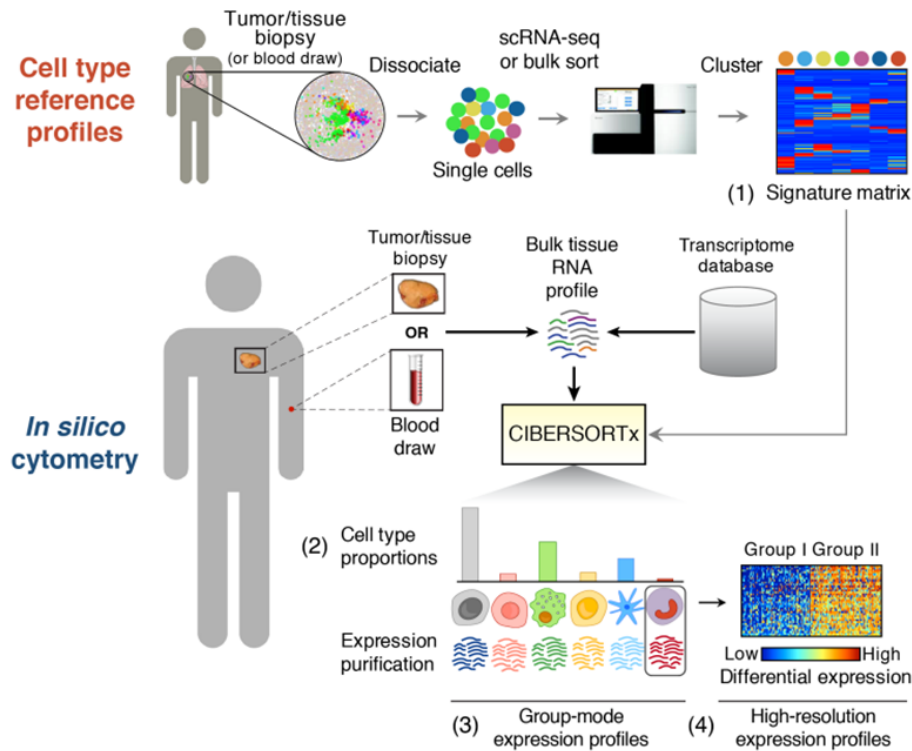 Tumor/tissue
biopsy
(or blood draw)
Cell type
reference
profiles
Dissociate
Single cells
scRNA-seq
or bulk sort
Cluster
(1) Signature matrix
Tumor/tissue
biopsy
OR
Blood
draw
Bulk tissue
RNA
profile
Transcriptome
database
In silico
cytometry
CIBERSORTx
(2) Cell type
proportions
Expression
purification
Group I Group II
Low High
Differential expression
(3) Group-mode
expression profiles
(4) High-resolution
expression profiles